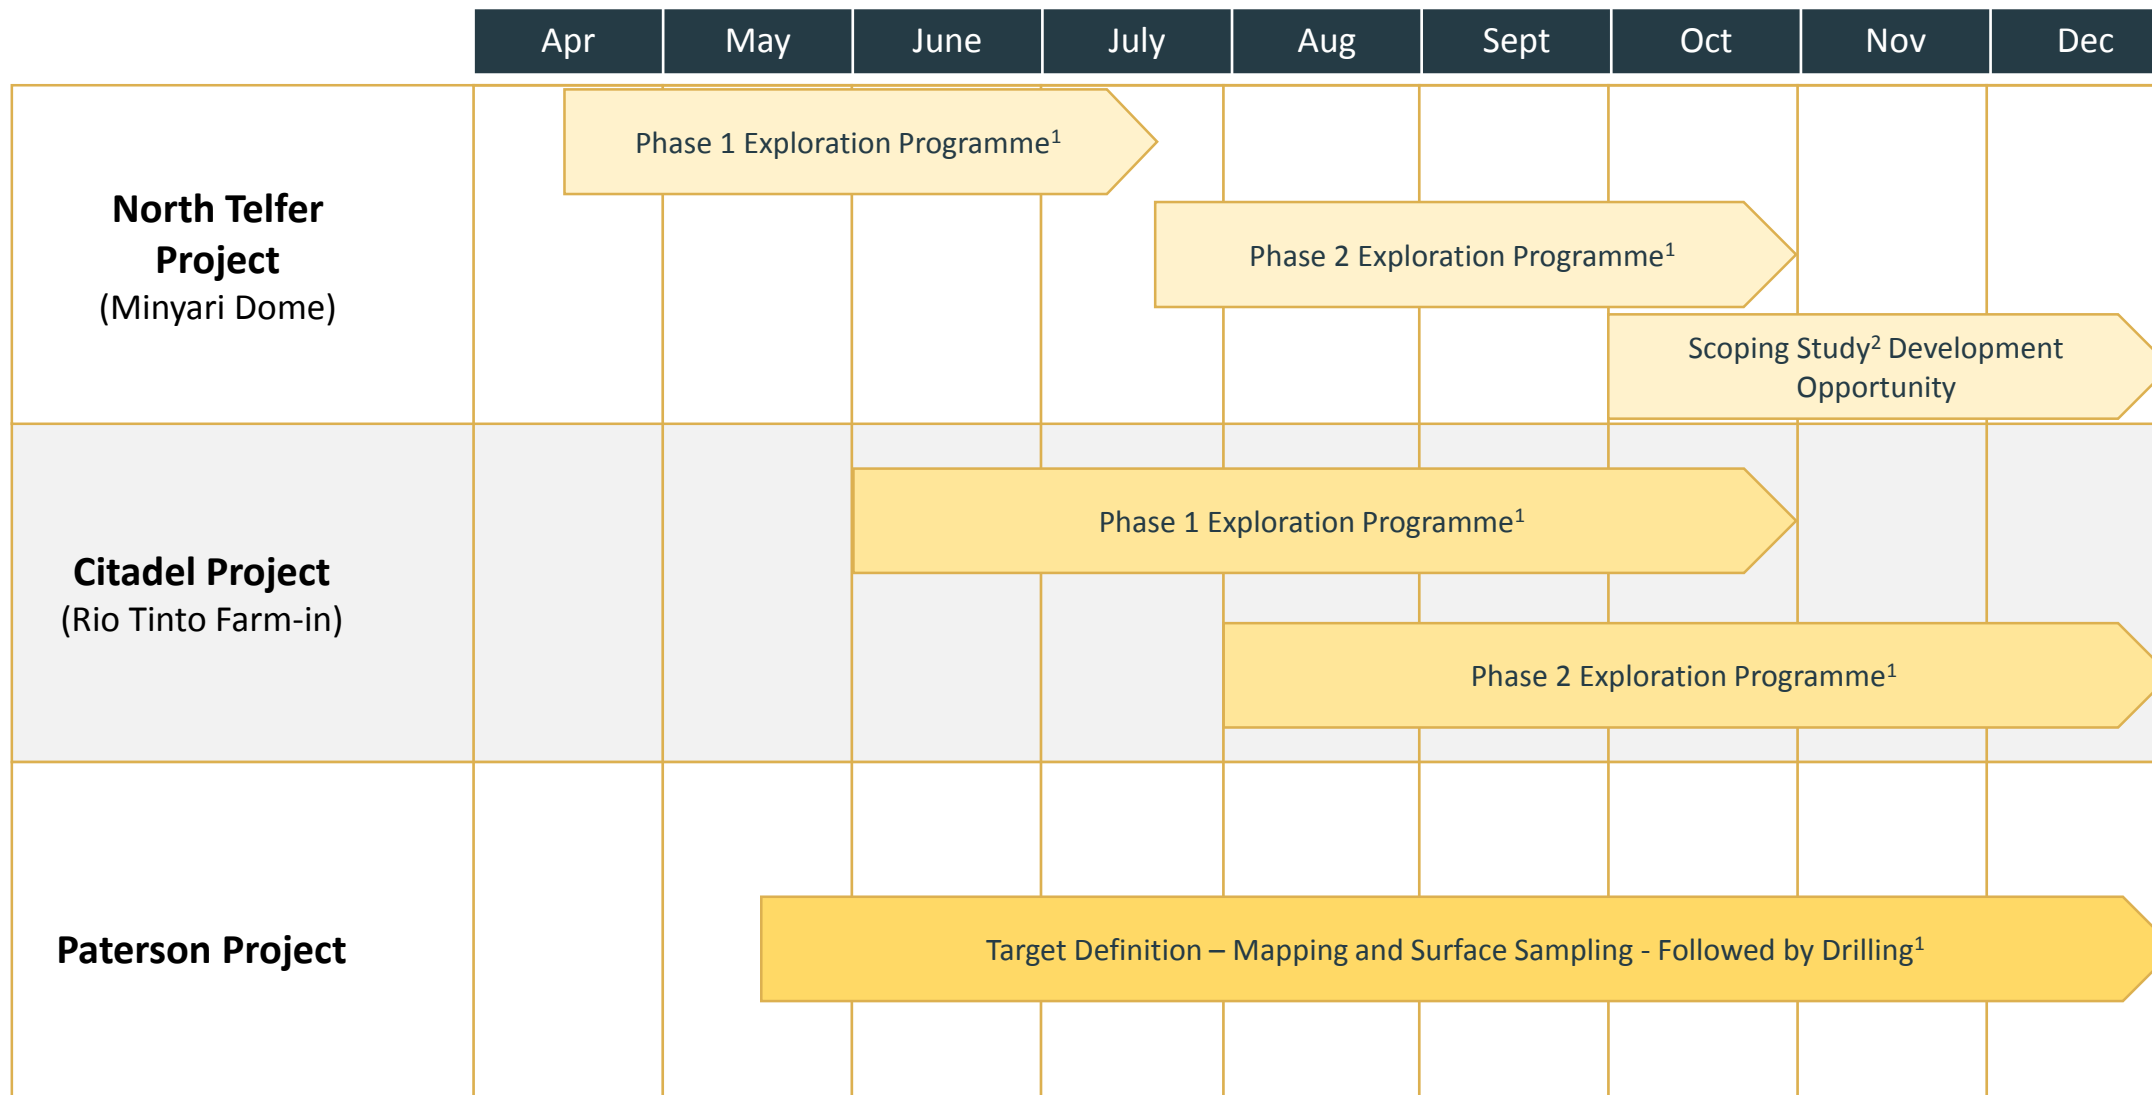 Apr May June July Aug Sept Oct Nov Dec
North Telfer
Project
(Minyari Dome)
Phase 1 Exploration Programme¹
Phase 2 Exploration Programme¹
Scoping Study² Development
Opportunity
Citadel Project
(Rio Tinto Farm-in)
Phase 1 Exploration Programme¹
Phase 2 Exploration Programme¹
Paterson Project
Target Definition – Mapping and Surface Sampling - Followed by Drilling¹